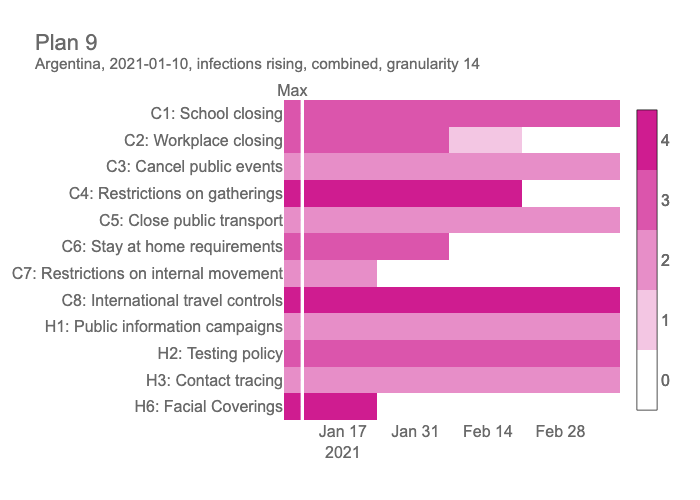 Plan 9
Argentina, 2021-01-10, infections rising, combined, granularity 14
Max
C1: School closing
C2: Workplace closing
C3: Cancel public events
C4: Restrictions on gatherings
C5: Close public transport
C6: Stay at home requirements
C7: Restrictions on internal movement
C8: International travel controls
H1: Public information campaigns
H2: Testing policy
H3: Contact tracing
H6: Facial Coverings
Jan 17 Jan 31 Feb 14 Feb 28
2021
4
3
2
1
0